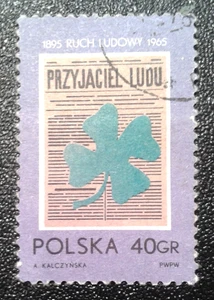 1895 RUCH LUDOWY 1965
PRZYJACIEL LUDU.
POLSKA 40GR
A. KALCZYŃSKA PWPW